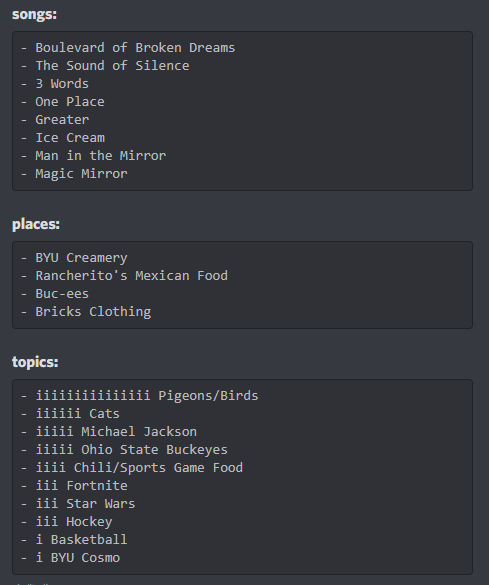 songs:
- Boulevard of Broken Dreams
- The Sound of Silence
- 3 Words
- One Place
- Greater
- Ice Cream
- Man in the Mirror
- Magic Mirror
places:
- BYU Creamery
- Rancherito's Mexican Food
- Buc-ees
- Bricks Clothing
topics:
- iiiiiiiiiiiiiii Pigeons/Birds
- iiiiii Cats
- iiiii Michael Jackson
- iiiii Ohio State Buckeyes
- iiii Chili/Sports Game Food
- iii Fortnite
- iii Star Wars
- iii Hockey
- i Basketball
- i BYU Cosmo